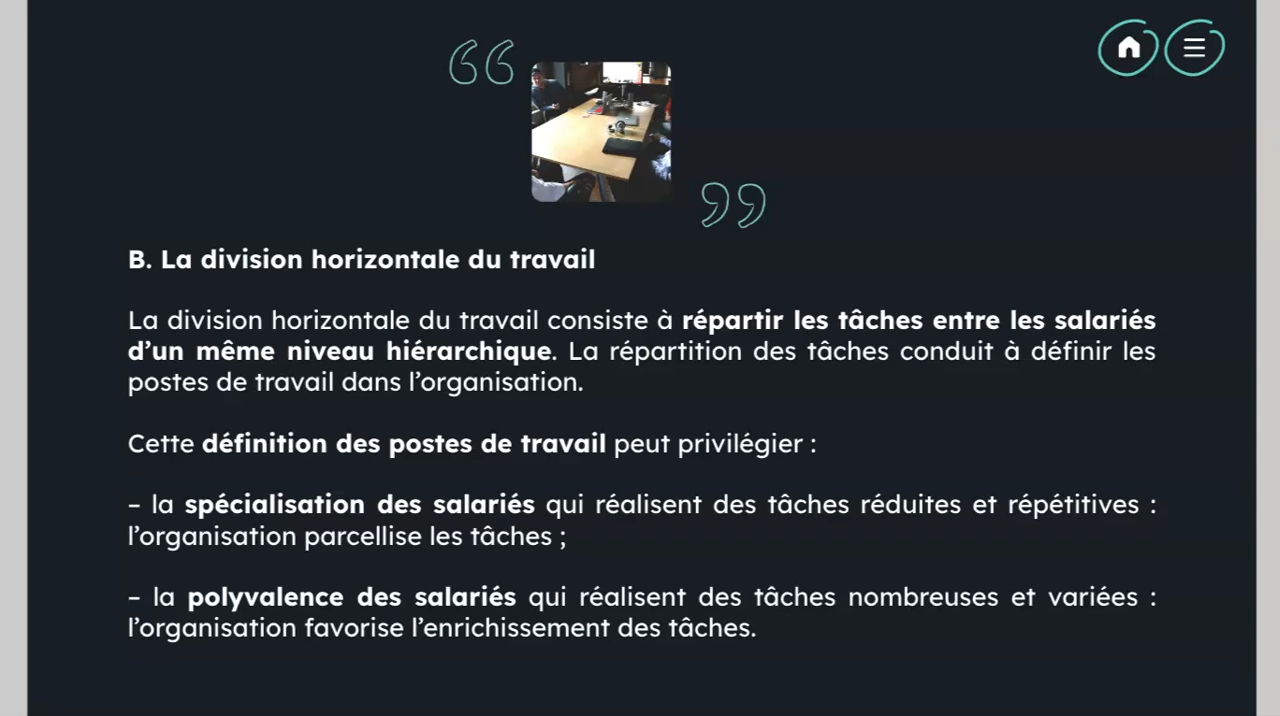 B. La division horizontale du travail
La division horizontale du travail consiste à répartir les tâches entre les salariés
d’un même niveau hiérarchique. La répartition des tâches conduit à définir les
postes de travail dans l’organisation.
Cette définition des postes de travail peut privilégier :
– la spécialisation des salariés qui réalisent des tâches réduites et répétitives :
l’organisation parcellise les tâches ;
– la polyvalence des salariés qui réalisent des tâches nombreuses et variées :
l’organisation favorise l’enrichissement des tâches.